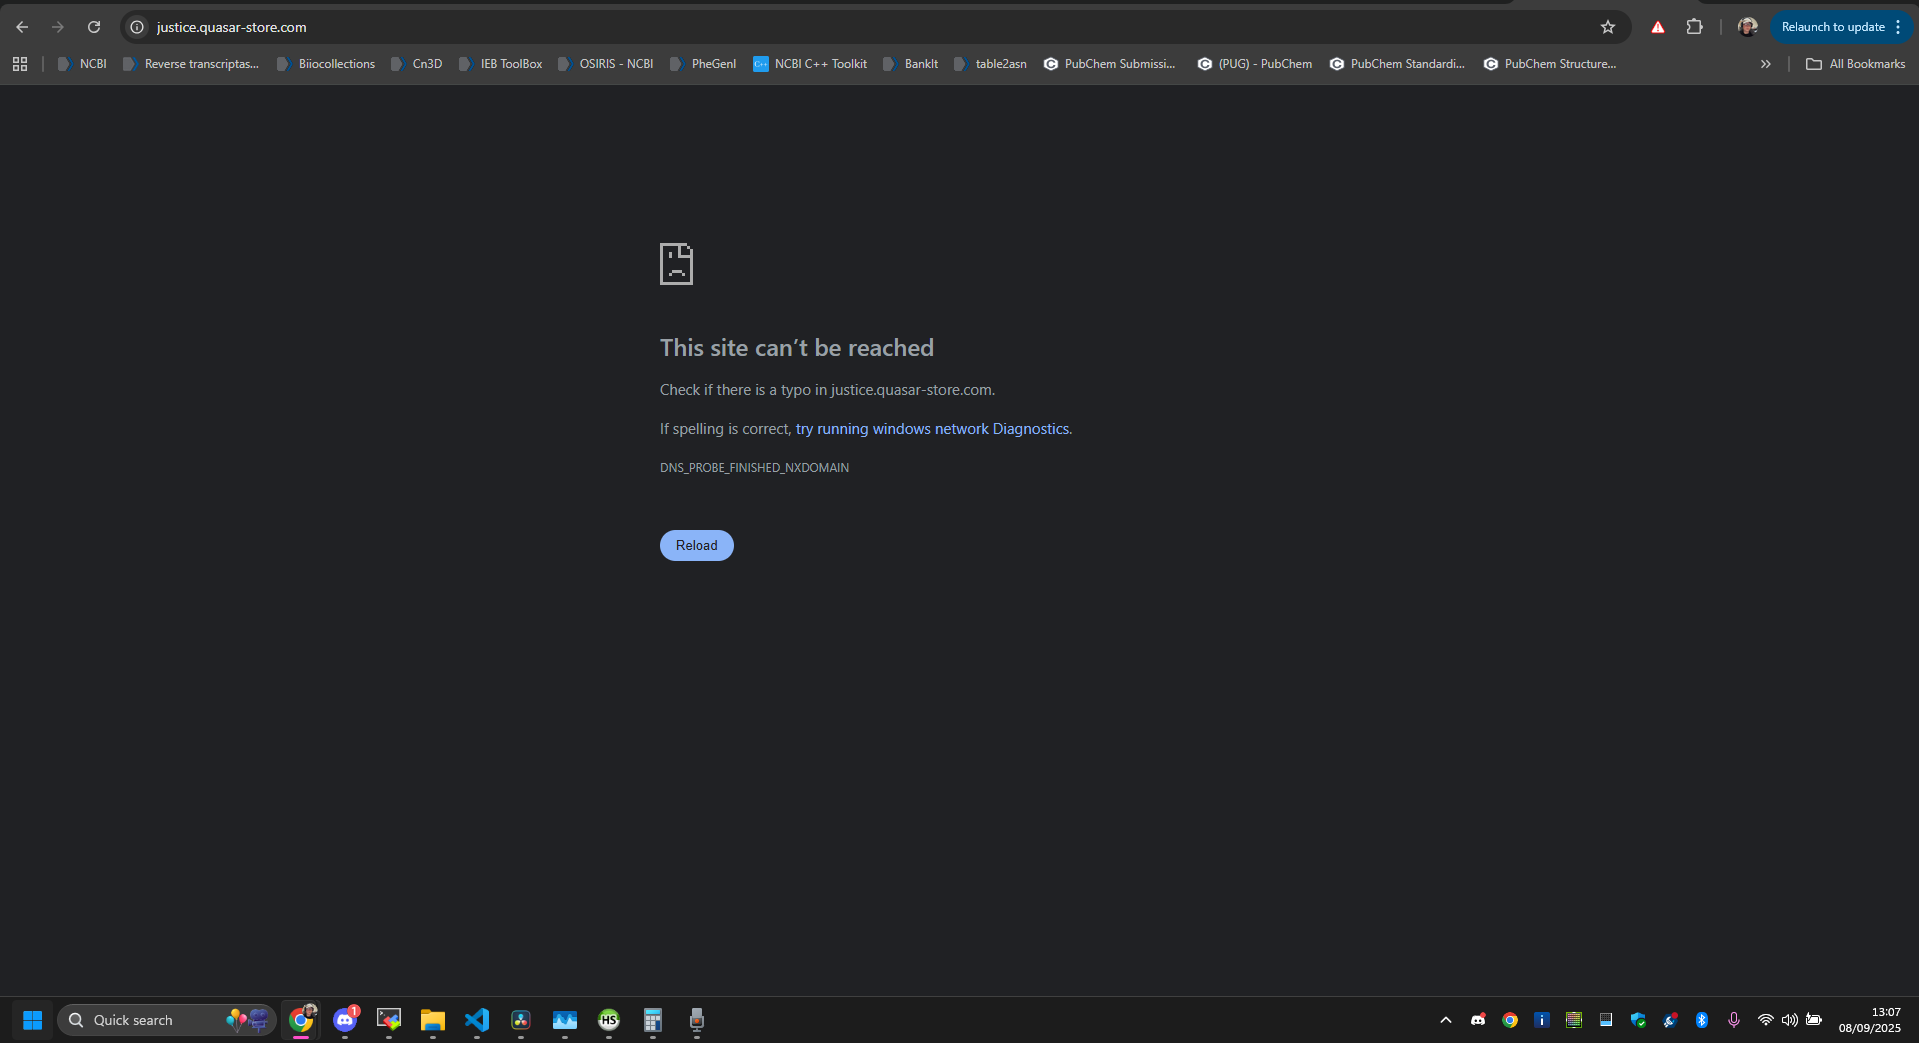 justice.quasar-store.com
Relaunch to update
NCBI Reverse transcriptas... Biiocollections Cn3D IEB ToolBox OSIRIS - NCBI PheGenI C++ NCBI C++ Toolkit BankIt table2asn PubChem Submissi... (PUG) - PubChem PubChem Standardi... PubChem Structure... All Bookmarks
This site can't be reached
Check if there is a typo in justice.quasar-store.com.
If spelling is correct, try running windows network Diagnostics.
DNS_PROBE_FINISHED_NXDOMAIN
Reload
Quick search
1
HS
13:07
08/09/2025